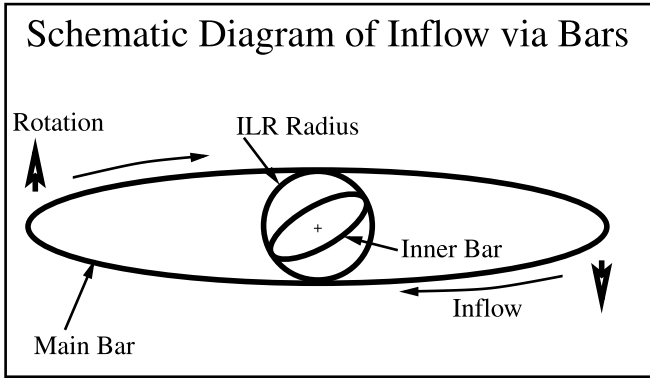 Schematic Diagram of Inflow via Bars
Rotation
ILR Radius
+
Inner Bar
Inflow
Main Bar